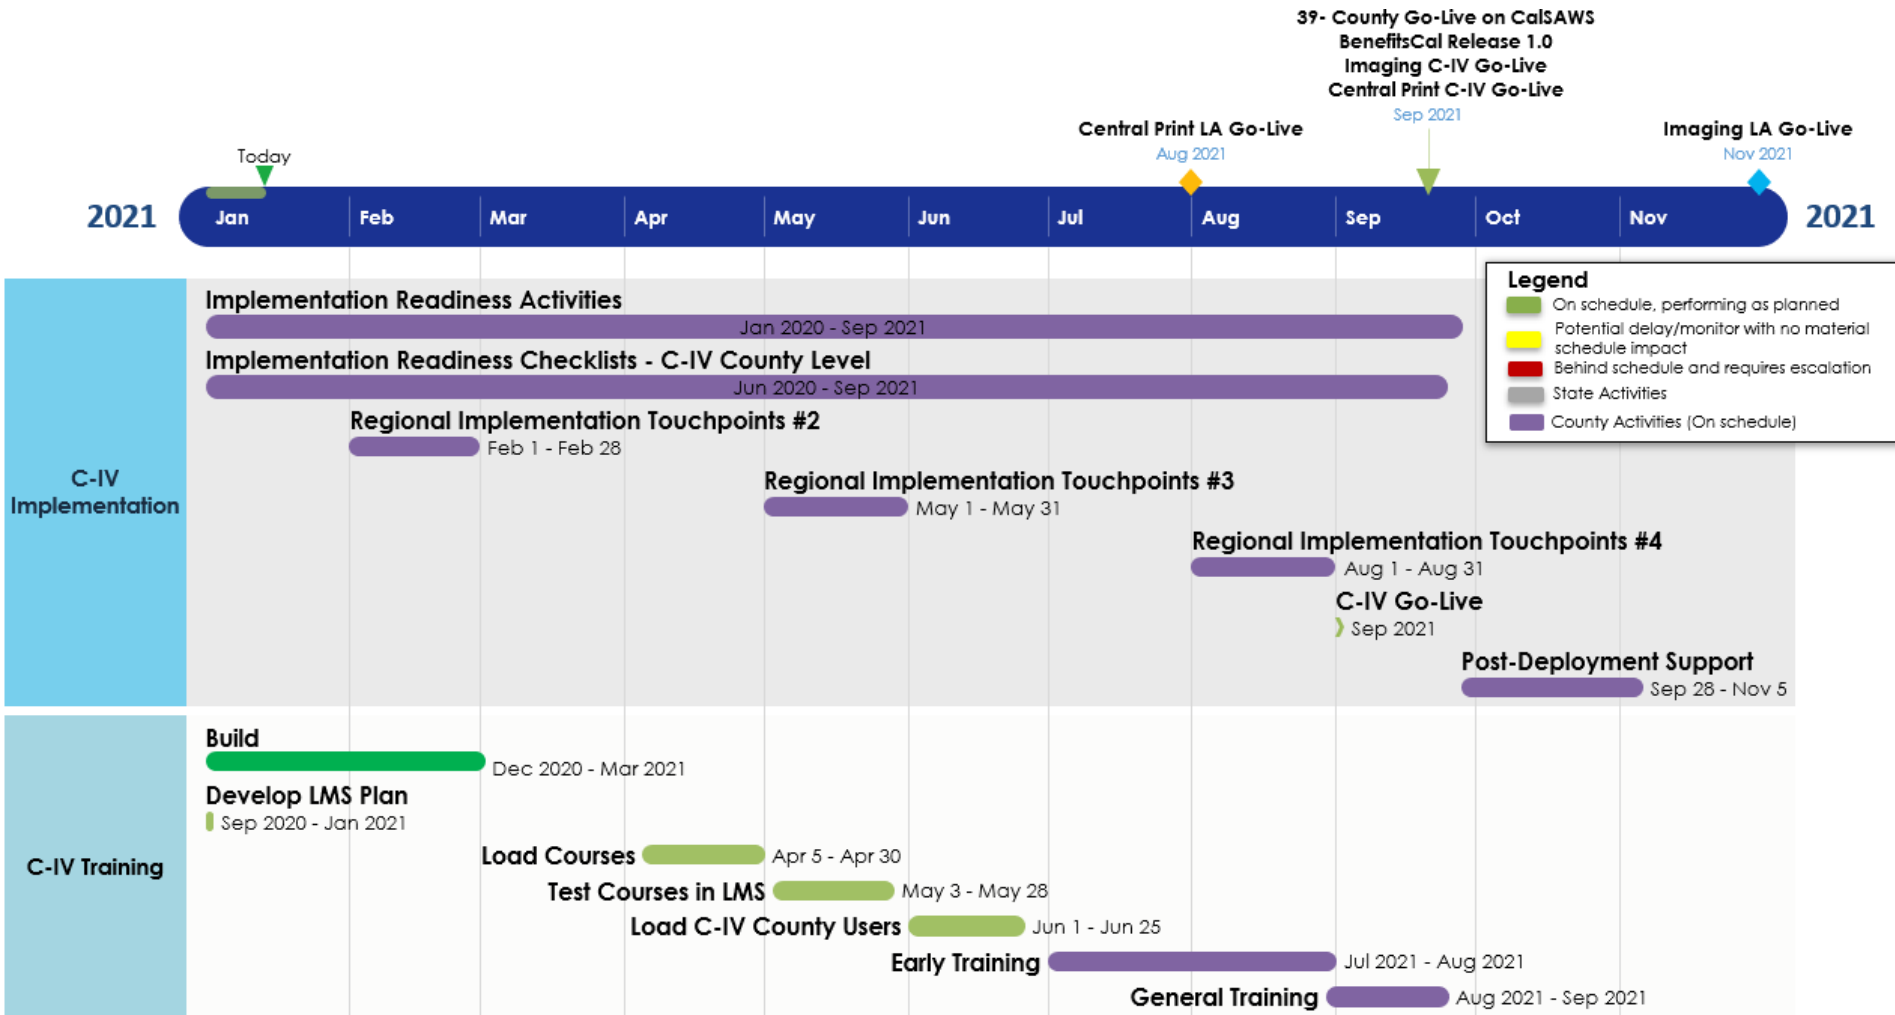 39- County Go-Live on CalSAWS
BenefitsCal Release 1.0
Imaging C-IV Go-Live
Central Print C-IV Go-Live
Sep 2021
Central Print LA Go-Live
Aug 2021
Imaging LA Go-Live
Nov 2021
Today
2021
Jan
Feb
Mar
Apr
May
Jun
Jul
Aug
Sep
Oct
Nov
2021
Legend
On schedule, performing as planned
Potential delay/monitor with no material
schedule impact
Behind schedule and requires escalation
State Activities
County Activities (On schedule)
C-IV
Implementation
Implementation Readiness Activities
Jan 2020 - Sep 2021
Implementation Readiness Checklists - C-IV County Level
Jun 2020 - Sep 2021
Regional Implementation Touchpoints #2
Feb 1 - Feb 28
Regional Implementation Touchpoints #3
May 1 - May 31
Regional Implementation Touchpoints #4
Aug 1 - Aug 31
C-IV Go-Live
Sep 2021
Post-Deployment Support
Sep 28 - Nov 5
C-IV Training
Build
Dec 2020 - Mar 2021
Develop LMS Plan
Sep 2020 - Jan 2021
Load Courses
Apr 5 - Apr 30
Test Courses in LMS
May 3 - May 28
Load C-IV County Users
Jun 1 - Jun 25
Early Training
Jul 2021 - Aug 2021
General Training
Aug 2021 - Sep 2021